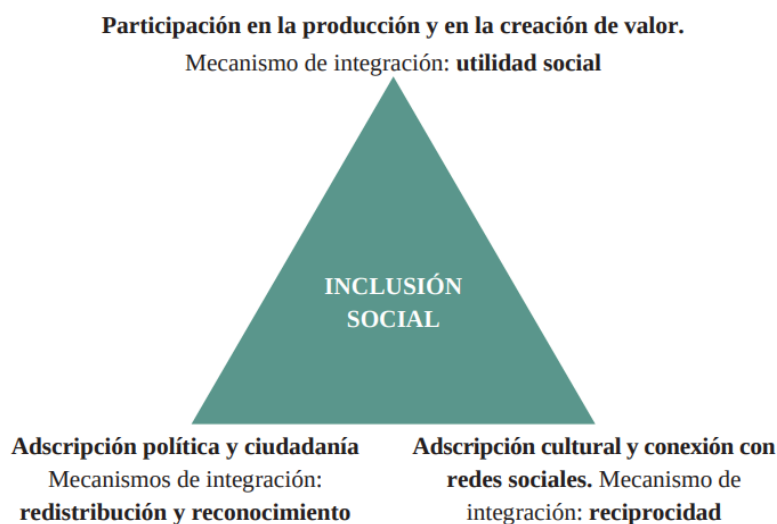 Participación en la producción y en la creación de valor.
Mecanismo de integración: utilidad social
INCLUSIÓN
SOCIAL
Adscripción política y ciudadanía
Mecanismos de integración:
redistribución y reconocimiento
Adscripción cultural y conexión con
redes sociales. Mecanismo de
integración: reciprocidad